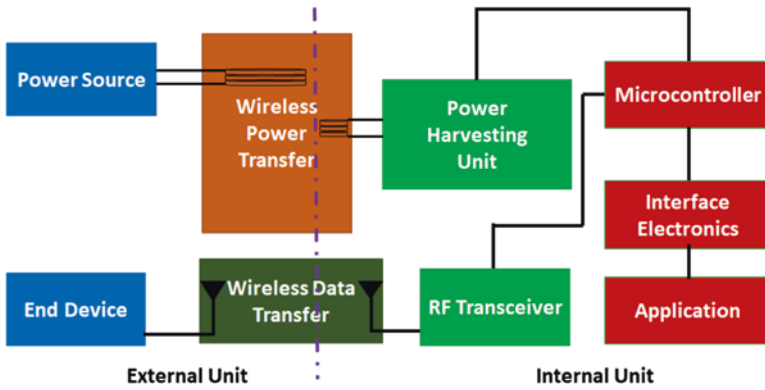 Power Source
Wireless
Power
Transfer
Power
Harvesting
Unit
Microcontroller
Interface
Electronics
End Device
Wireless Data
Transfer
RF Transceiver
Application
External Unit
Internal Unit